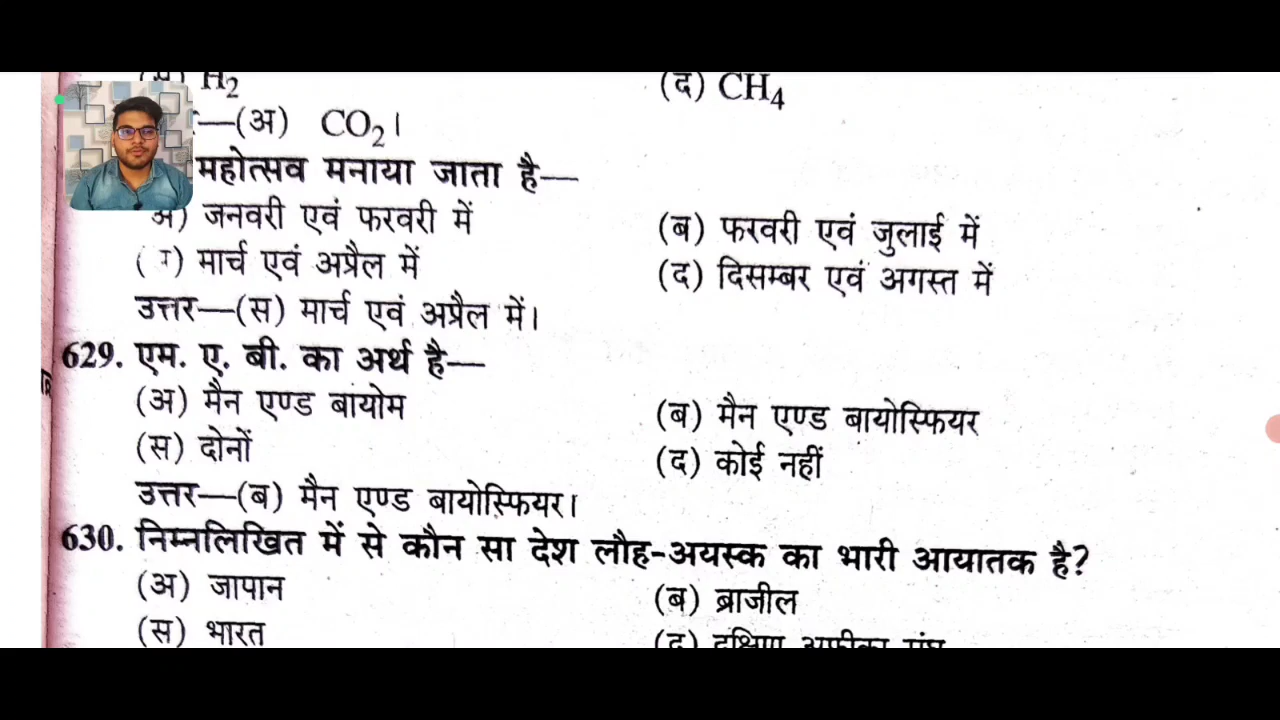 H2
(द) CH4
—(अ) CO2।
महोत्सव मनाया जाता है—
अ) जनवरी एवं फरवरी में
(ब) फरवरी एवं जुलाई में
मार्च एवं अप्रैल में
(द) दिसम्बर एवं अगस्त में
उत्तर—(स) मार्च एवं अप्रैल में।
629. एम. ए. बी. का अर्थ है—
(अ) मैन एण्ड बायोम
(ब) मैन एण्ड बायोस्फियर
(स) दोनों
(द) कोई नहीं
उत्तर—(ब) मैन एण्ड बायोस्फियर।
630. निम्नलिखित में से कौन सा देश लौह-अयस्क का भारी आयातक है?
(अ) जापान
(ब) ब्राजील
(स) भारत